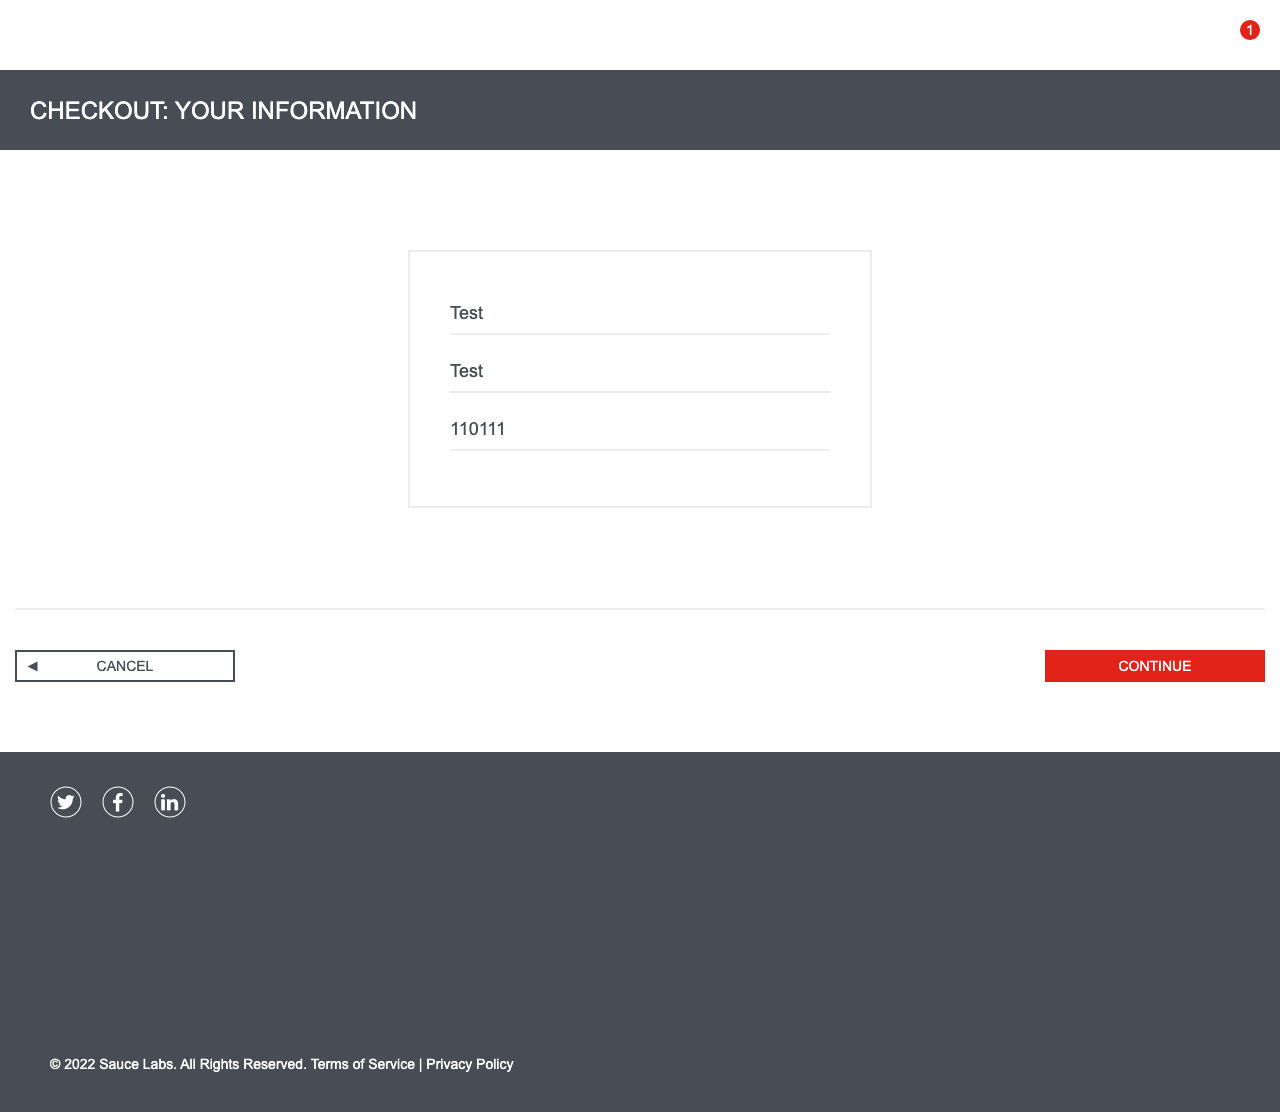 1
CHECKOUT: YOUR INFORMATION
Test
Test
110111
CANCEL
CONTINUE
© 2022 Sauce Labs. All Rights Reserved. Terms of Service | Privacy Policy